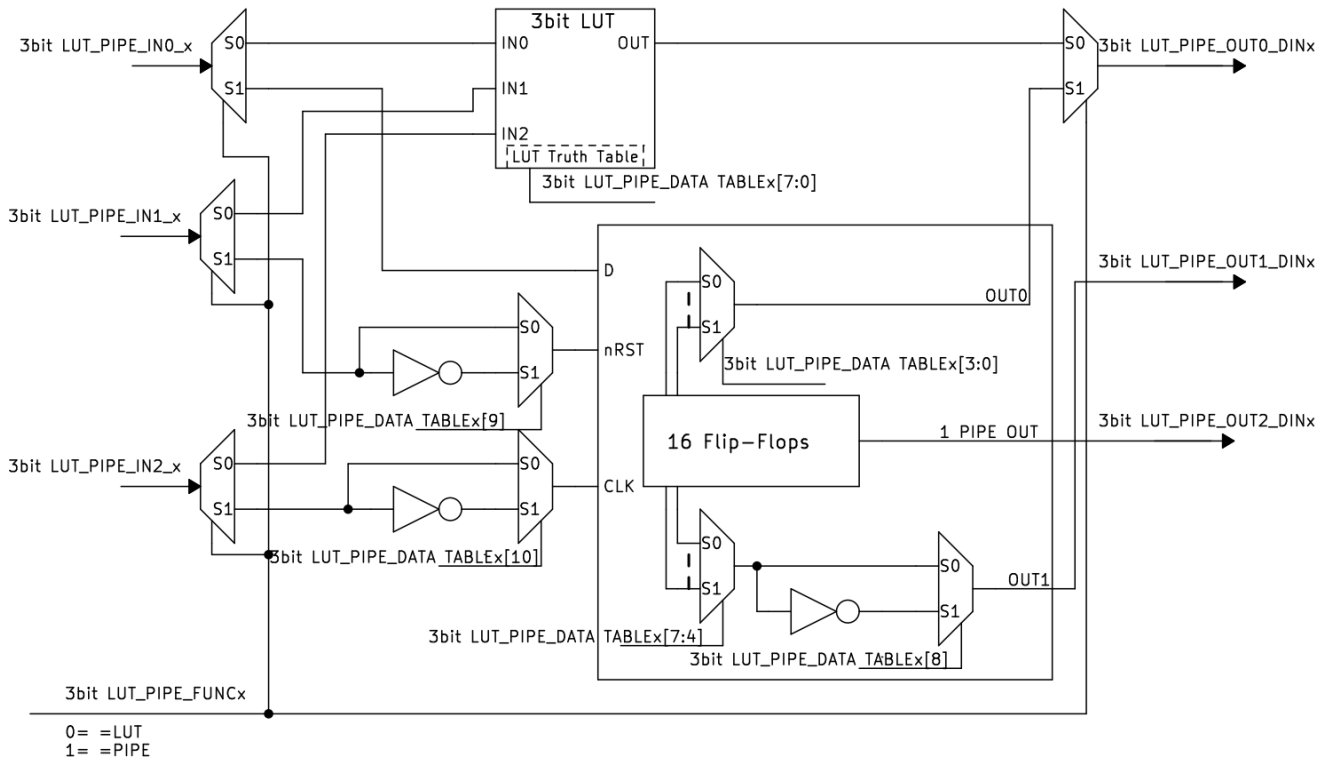 3bit LUT
3bit LUT_PIPE_IN0_x
S0
IN0
OUT
S0
3bit LUT_PIPE_OUT0_DINx
S1
IN1
S1
IN2
LUT Truth Table
3bit LUT_PIPE_DATA TABLEx[7:0]
3bit LUT_PIPE_IN1_x
S0
S1
D
S0
3bit LUT_PIPE_OUT1_DINx
OUT0
S1
S0
nRST
S1
3bit LUT_PIPE_DATA TABLEx[3:0]
3bit LUT_PIPE_DATA TABLEx[9]
16 Flip-Flops
1 PIPE OUT
3bit LUT_PIPE_OUT2_DINx
3bit LUT_PIPE_IN2_x
S0
S0
CLK
S1
S1
3bit LUT_PIPE_DATA TABLEx[10]
S0
S1
S0
OUT1
S1
3bit LUT_PIPE_DATA TABLEx[7:4]
3bit LUT_PIPE_DATA TABLEx[8]
3bit LUT_PIPE_FUNCx
0= =LUT
1= =PIPE